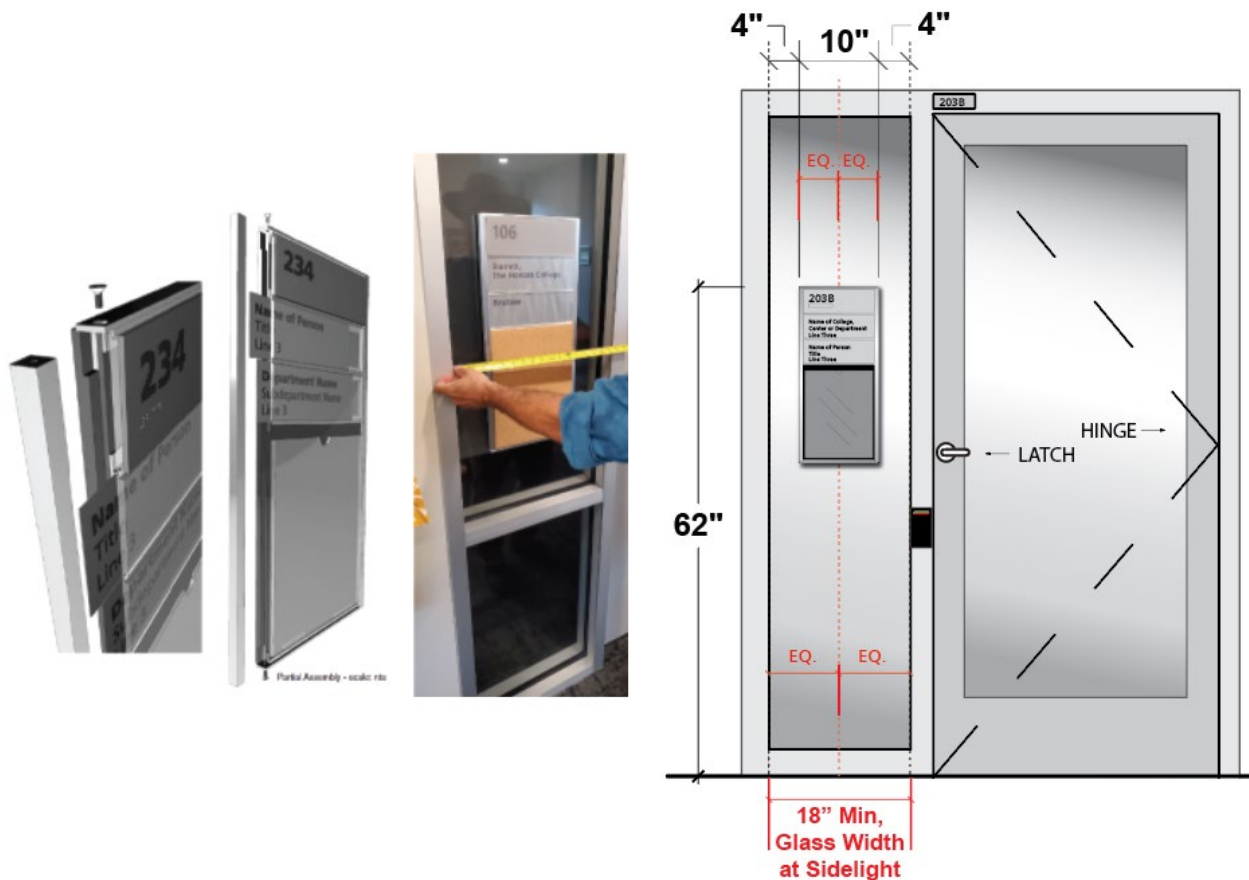 234
234
Name of Person
Title
Line 3
Department Name
Subdepartment Name
Line 3
Partial Assembly - scale: nts
106
Barrett,
The Honors College
4"
10"
4"
203B
EQ.
EQ.
203B
Name of College,
Center or Department
Line Three
Name of Person
Title
Line Three
HINGE
LATCH
62"
EQ.
EQ.
18” Min,
Glass Width
at Sidelight